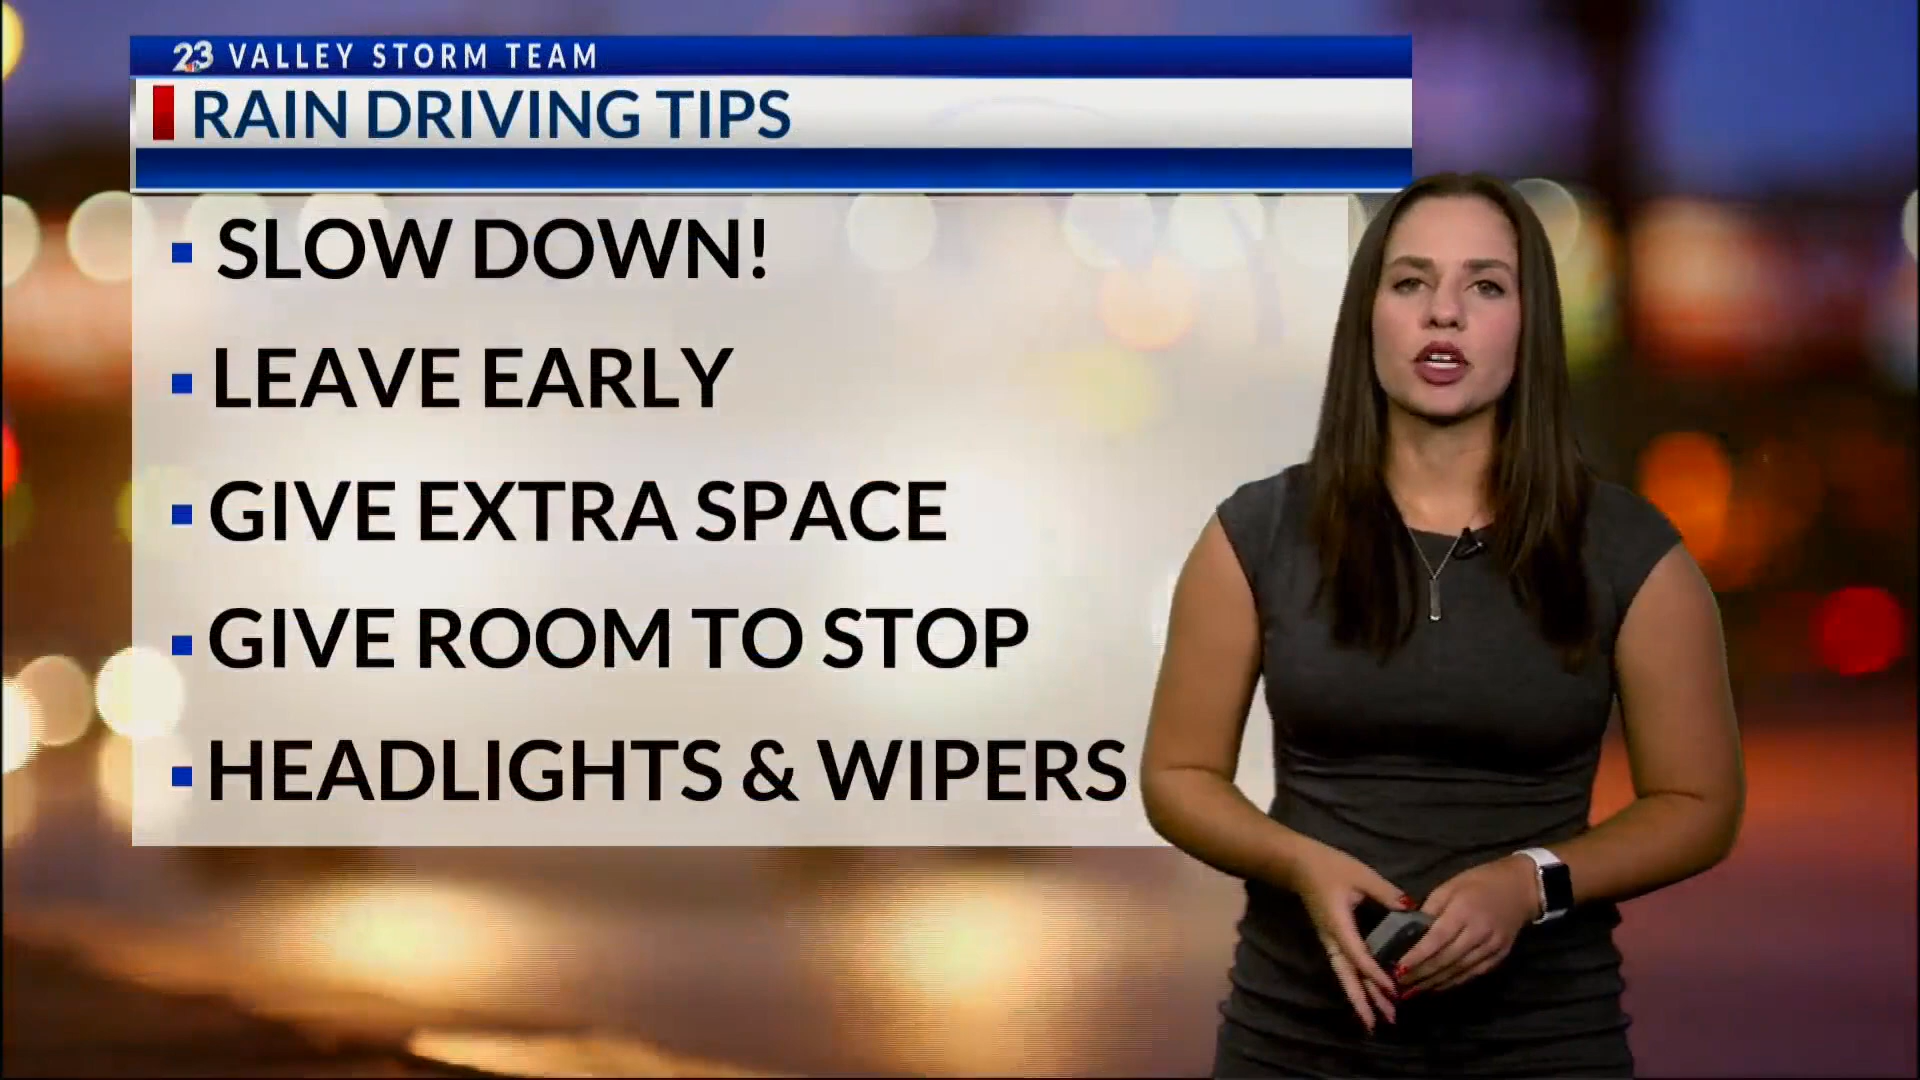 23 VALLEY STORM TEAM
RAIN DRIVING TIPS
SLOW DOWN!
LEAVE EARLY
GIVE EXTRA SPACE
GIVE ROOM TO STOP
HEADLIGHTS & WIPERS